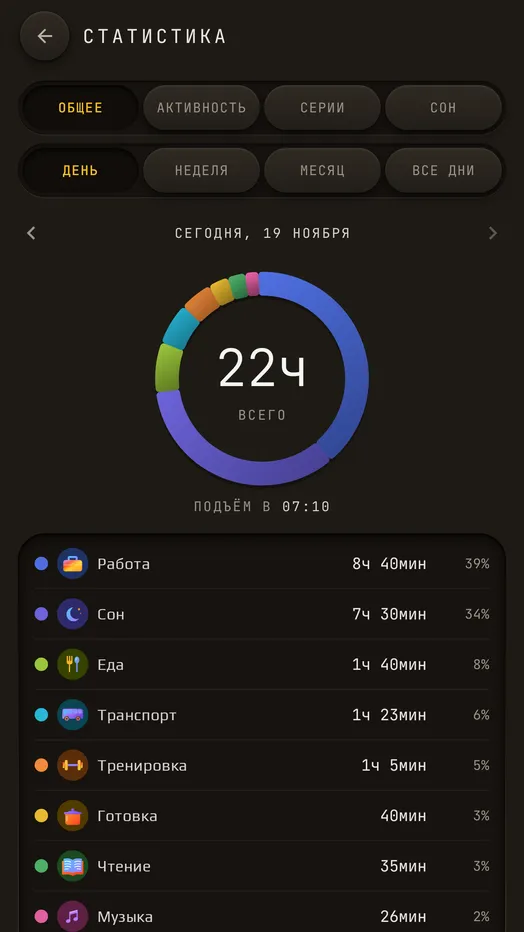 СТАТИСТИКА
ОБЩЕЕ АКТИВНОСТЬ СЕРИИ СОН
ДЕНЬ НЕДЕЛЯ МЕСЯЦ ВСЕ ДНИ
СЕГОДНЯ, 19 НОЯБРЯ
22ч
ВСЕГО
ПОДЪЁМ В 07:10
Работа 8ч 40мин 39%
Сон 7ч 30мин 34%
Еда 1ч 40мин 8%
Транспорт 1ч 23мин 6%
Тренировка 1ч 5мин 5%
Готовка 40мин 3%
Чтение 35мин 3%
Музыка 26мин 2%